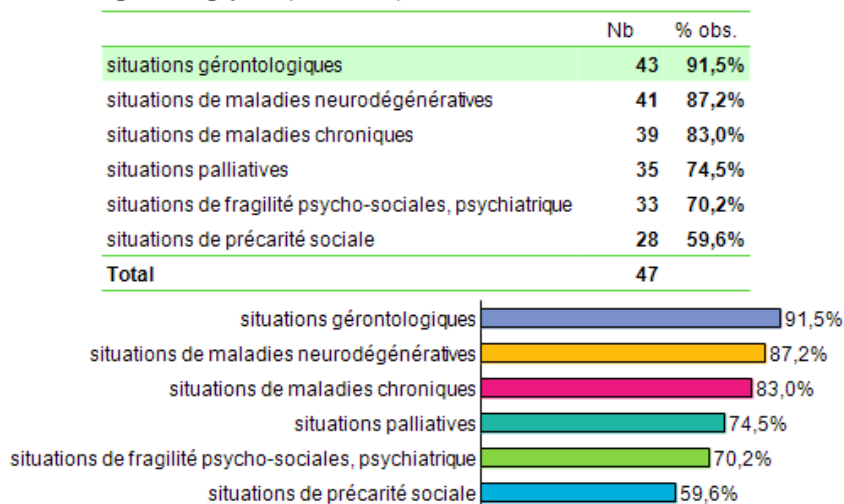 Nb % obs.
situations gérontologiques 43 91,5%
situations de maladies neurodégénératives 41 87,2%
situations de maladies chroniques 39 83,0%
situations palliatives 35 74,5%
situations de fragilité psycho-sociales, psychiatrique 33 70,2%
situations de précarité sociale 28 59,6%
Total 47
situations gérontologiques 91,5%
situations de maladies neurodégénératives 87,2%
situations de maladies chroniques 83,0%
situations palliatives 74,5%
situations de fragilité psycho-sociales, psychiatrique 70,2%
situations de précarité sociale 59,6%